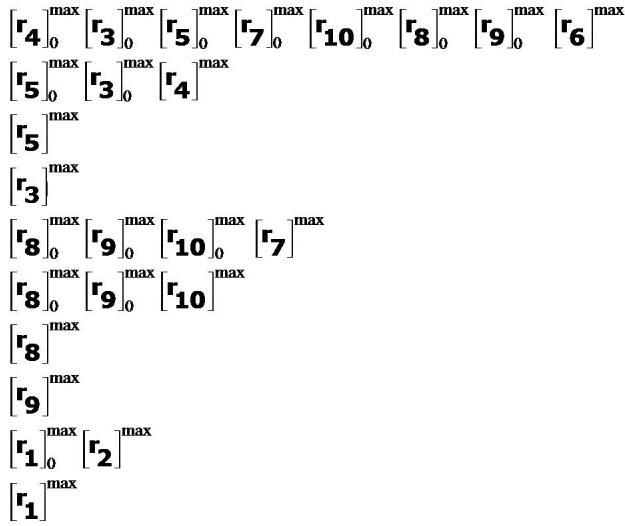 [r₄]₀ᵐᵃˣ [r₃]₀ᵐᵃˣ [r₅]₀ᵐᵃˣ [r₇]₀ᵐᵃˣ [r₁₀]₀ᵐᵃˣ [r₈]₀ᵐᵃˣ [r₉]₀ᵐᵃˣ [r₆]ᵐᵃˣ
[r₅]₀ᵐᵃˣ [r₃]₀ᵐᵃˣ [r₄]ᵐᵃˣ
[r₅]ᵐᵃˣ
[r₃]ᵐᵃˣ
[r₈]₀ᵐᵃˣ [r₉]₀ᵐᵃˣ [r₁₀]₀ᵐᵃˣ [r₇]ᵐᵃˣ
[r₈]₀ᵐᵃˣ [r₉]₀ᵐᵃˣ [r₁₀]ᵐᵃˣ
[r₈]ᵐᵃˣ
[r₉]ᵐᵃˣ
[r₁]₀ᵐᵃˣ [r₂]ᵐᵃˣ
[r₁]ᵐᵃˣ